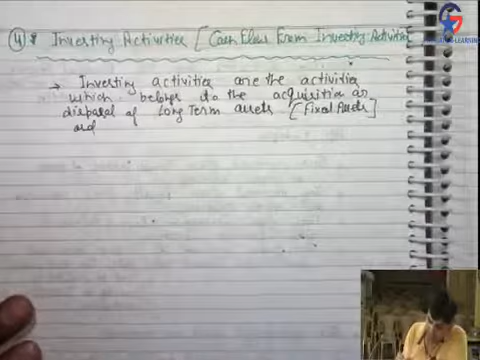 4 Investing Activities [Cash Flow From Investing Activities
→ Investing activities are the activities
which belongs to the acquisition or
disposal of Long Term assets [Fixed Assets]
and